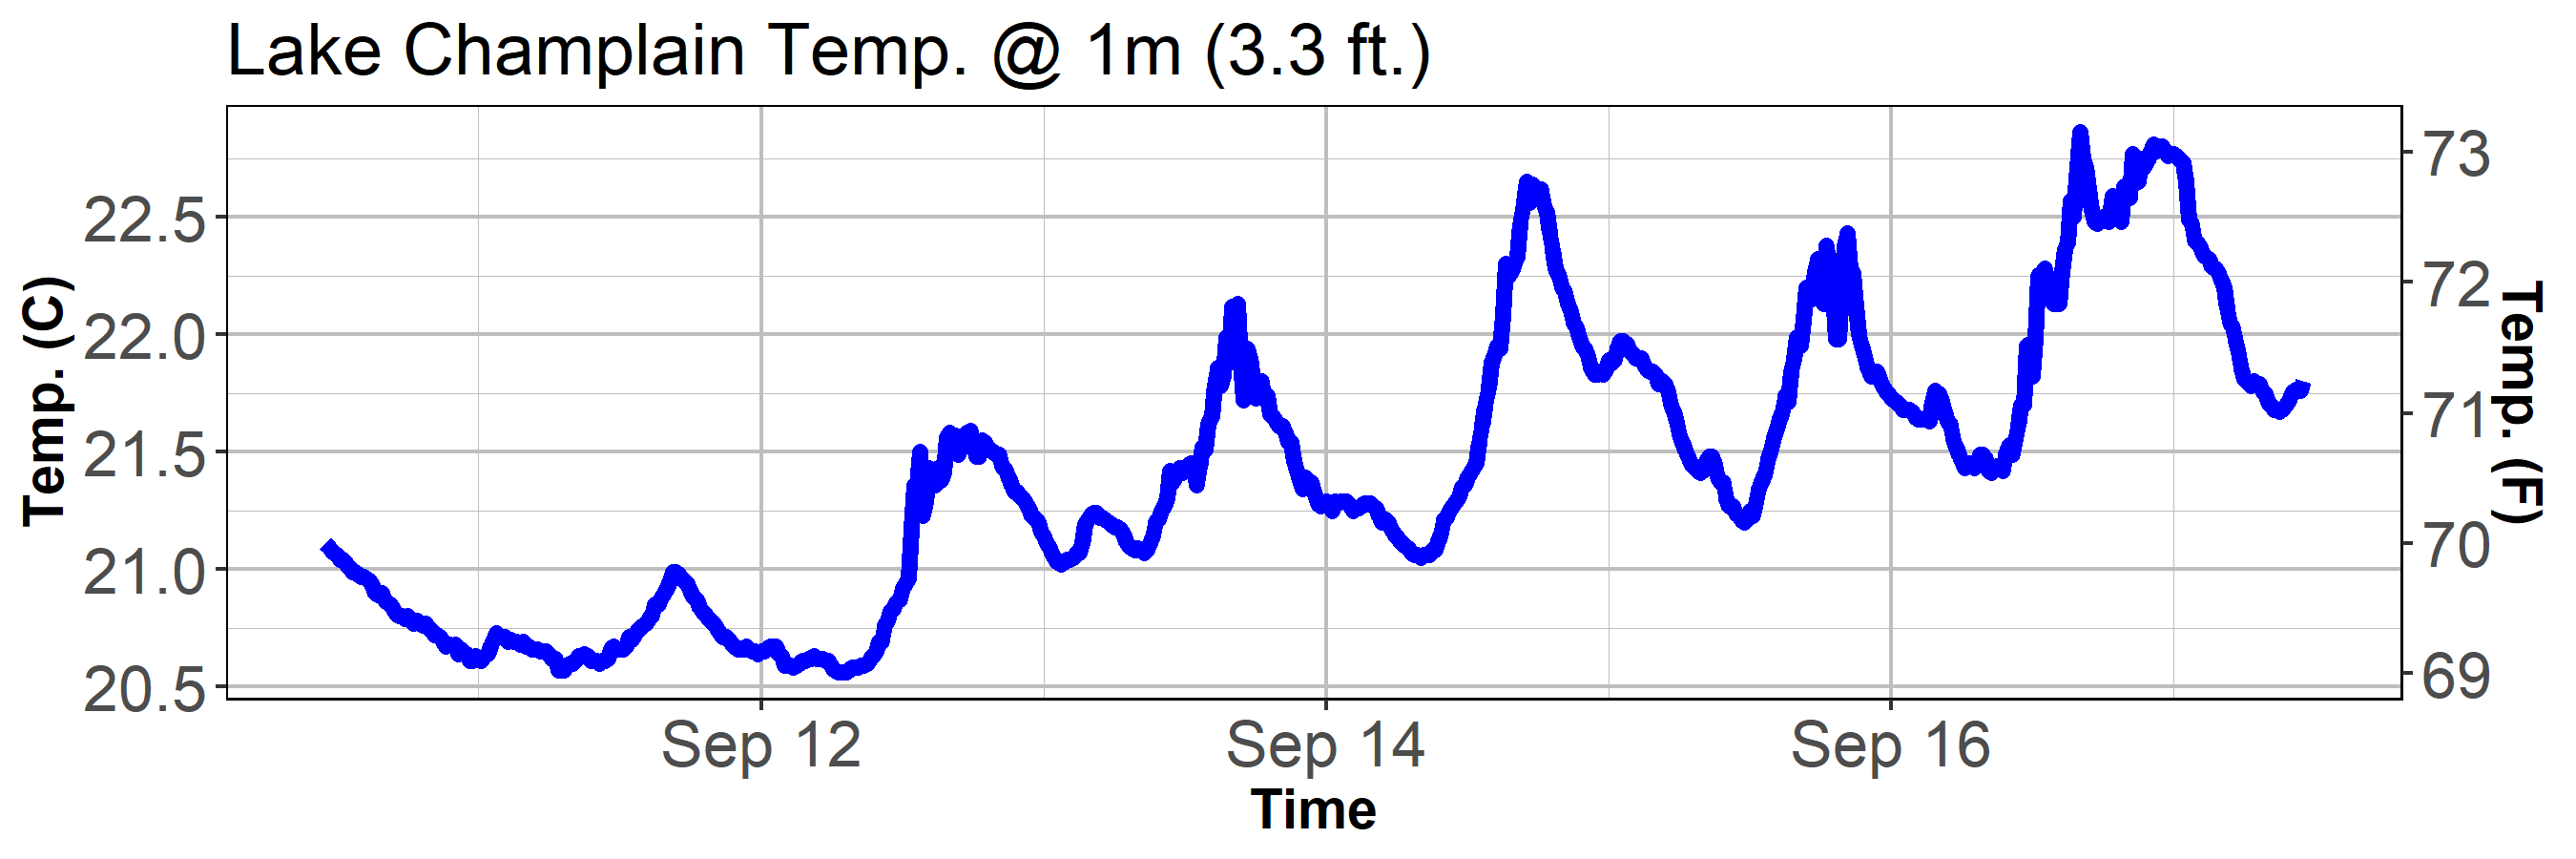 Lake Champlain Temp. @ 1m (3.3 ft.)
Temp. (C)
22.5
22.0
21.5
21.0
20.5
73
72
71
70
69
Temp. (F)
Sep 12
Sep 14
Sep 16
Time